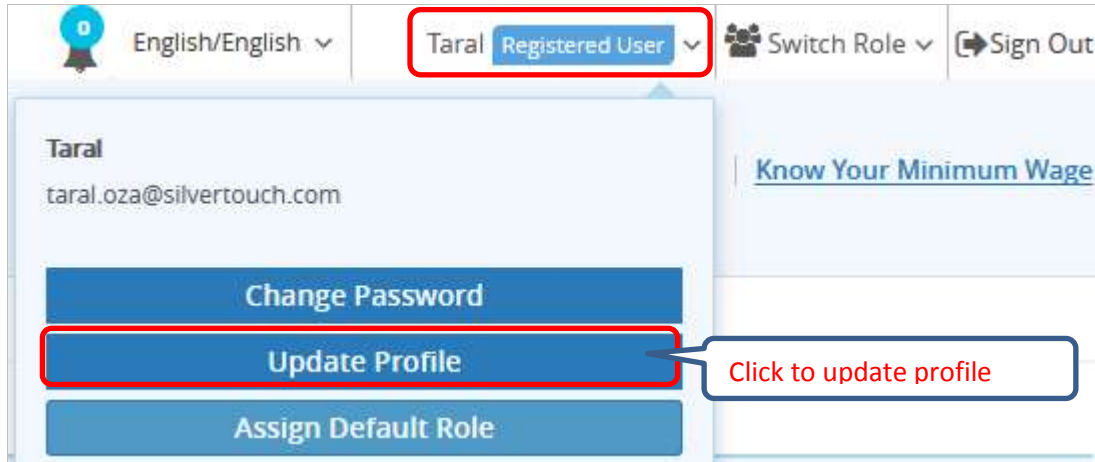 0
English/English
Taral Registered User
Switch Role
Sign Out
Taral
taral.oza@silvertouch.com
Know Your Minimum Wage
Change Password
Update Profile
Click to update profile
Assign Default Role